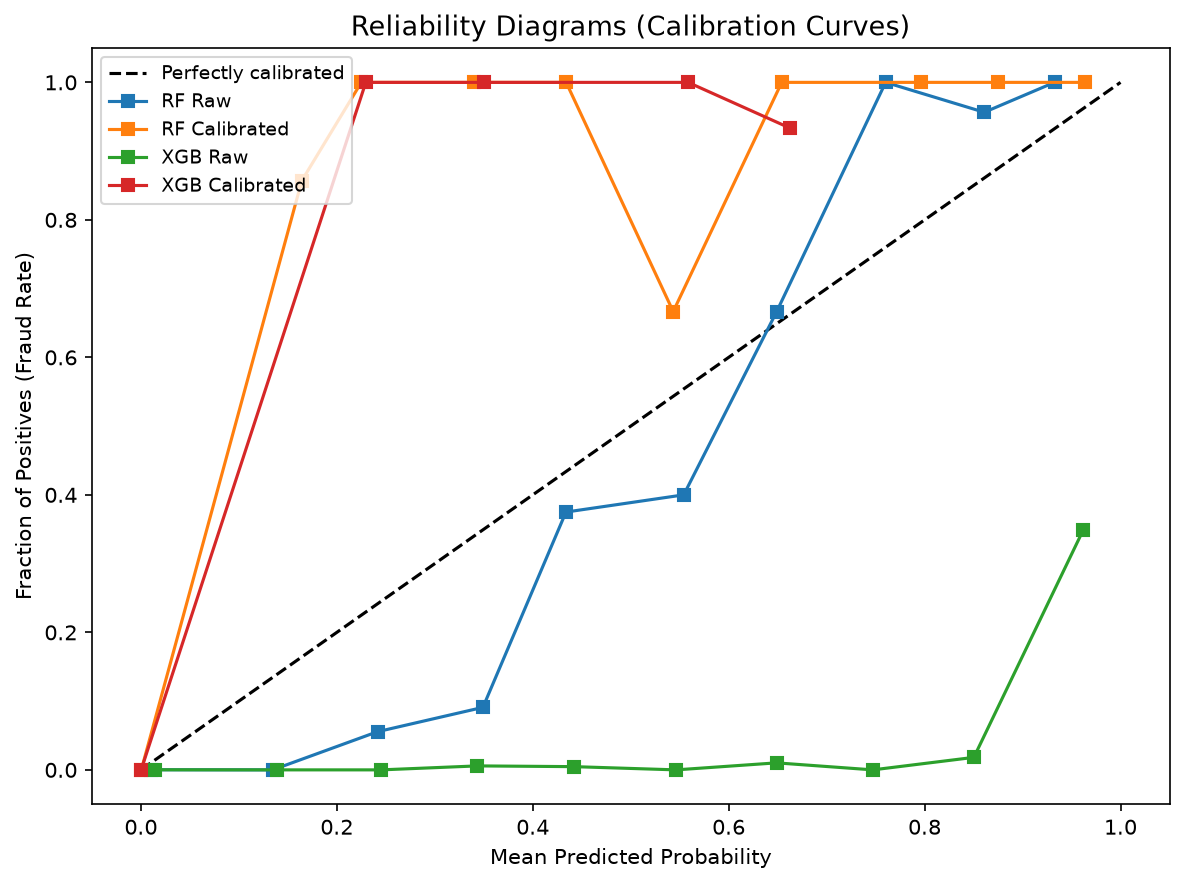 Reliability Diagrams (Calibration Curves)
Perfectly calibrated
RF Raw
RF Calibrated
XGB Raw
XGB Calibrated
Fraction of Positives (Fraud Rate)
1.0
0.8
0.6
0.4
0.2
0.0
0.0 0.2 0.4 0.6 0.8 1.0
Mean Predicted Probability